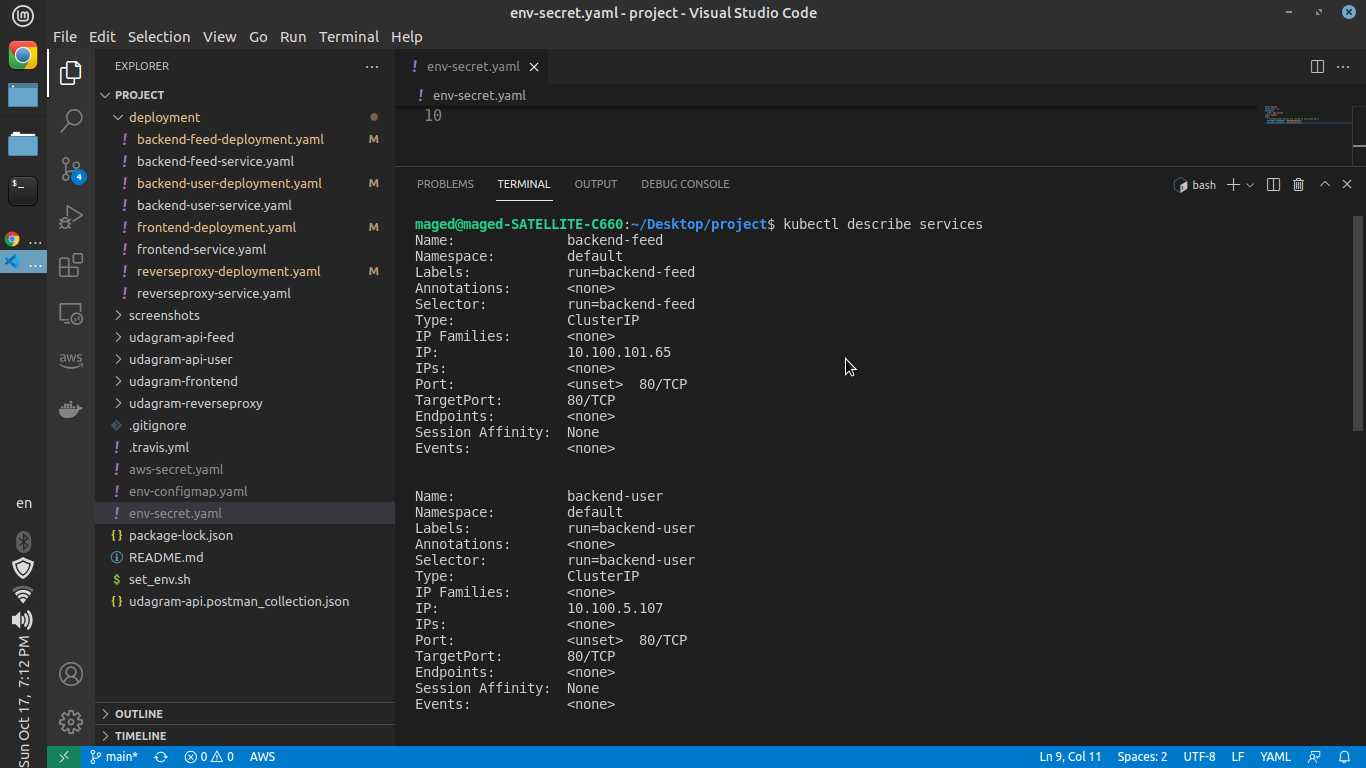 env-secret.yaml - project - Visual Studio Code
File Edit Selection View Go Run Terminal Help
EXPLORER
PROJECT
deployment
backend-feed-deployment.yaml M
backend-feed-service.yaml
backend-user-deployment.yaml M
backend-user-service.yaml
frontend-deployment.yaml M
frontend-service.yaml
reverseproxy-deployment.yaml M
reverseproxy-service.yaml
screenshots
udagram-api-feed
udagram-api-user
udagram-frontend
udagram-reverseproxy
.gitignore
.travis.yml
aws-secret.yaml
env-configmap.yaml
env-secret.yaml
package-lock.json
README.md
set_env.sh
udagram-api.postman_collection.json
OUTLINE
TIMELINE
4
aws
en
Sun Oct 17, 7:12 PM
env-secret.yaml
env-secret.yaml
10
PROBLEMS TERMINAL OUTPUT DEBUG CONSOLE
bash
maged@maged-SATELLITE-C660:~/Desktop/project$ kubectl describe services
Name: backend-feed
Namespace: default
Labels: run=backend-feed
Annotations: <none>
Selector: run=backend-feed
Type: ClusterIP
IP Families: <none>
IP: 10.100.101.65
IPs: <none>
Port: <unset> 80/TCP
TargetPort: 80/TCP
Endpoints: <none>
Session Affinity: None
Events: <none>
Name: backend-user
Namespace: default
Labels: run=backend-user
Annotations: <none>
Selector: run=backend-user
Type: ClusterIP
IP Families: <none>
IP: 10.100.5.107
IPs: <none>
Port: <unset> 80/TCP
TargetPort: 80/TCP
Endpoints: <none>
Session Affinity: None
Events: <none>
main* 0 0 AWS
Ln 9, Col 11 Spaces: 2 UTF-8 LF YAML